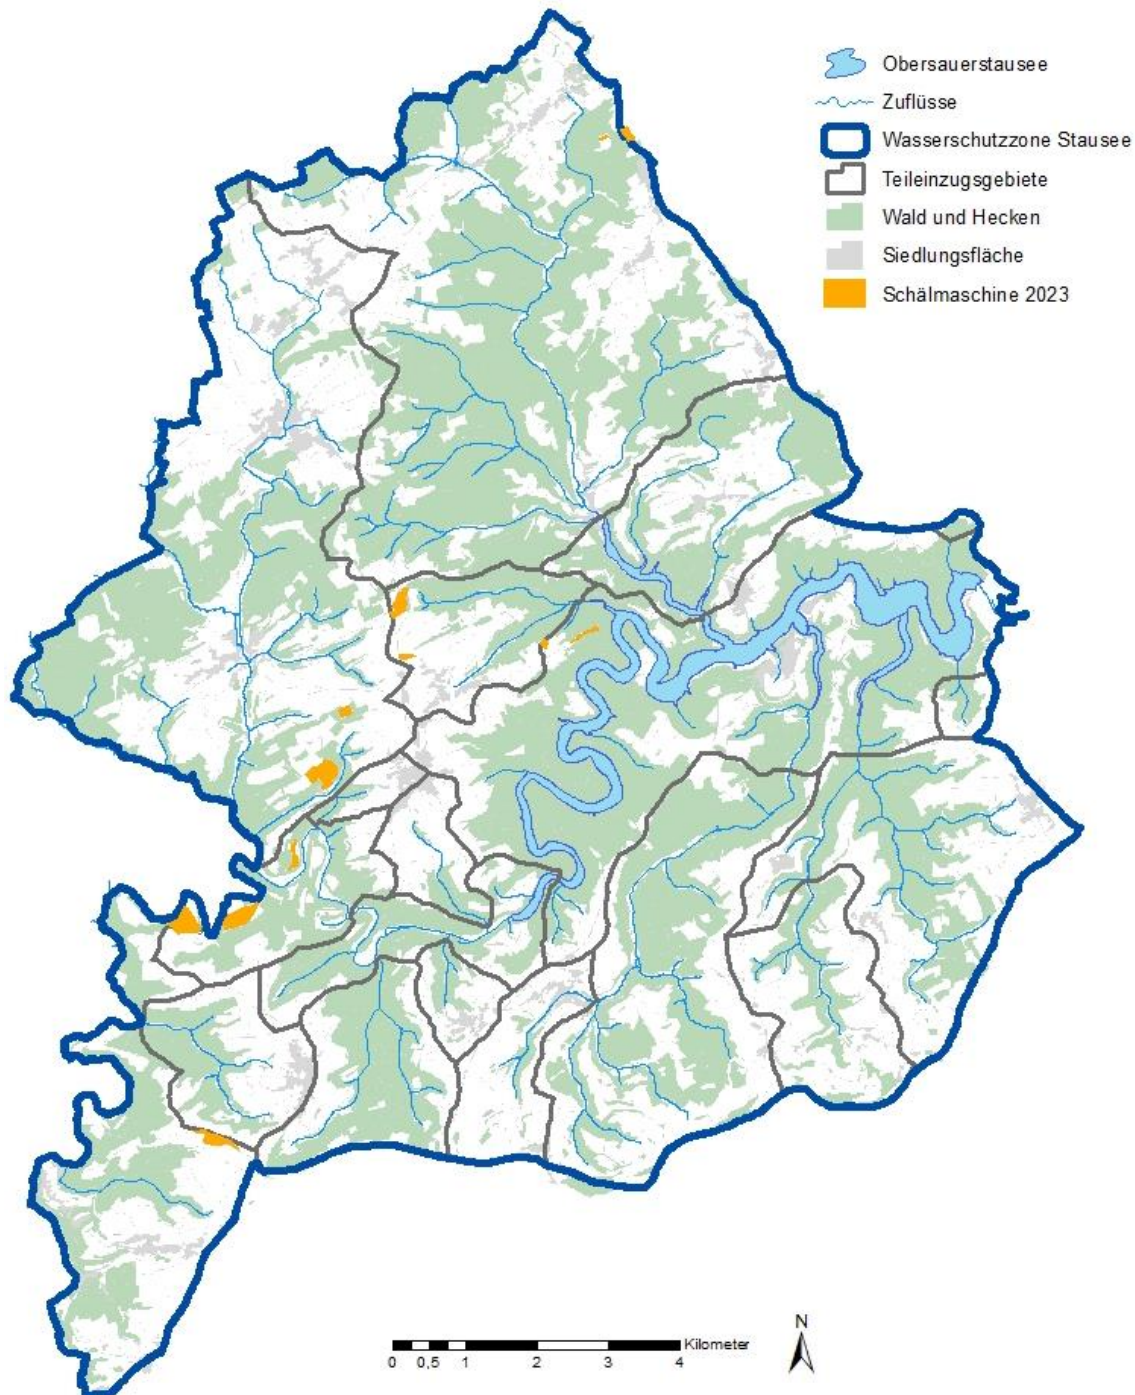 Obersauerstausee
Zuflüsse
Wasserschutzzone Stausee
Teileinzugsgebiete
Wald und Hecken
Siedlungsfläche
Schälmaschine 2023
N
Kilometer
0 0,5 1 2 3 4